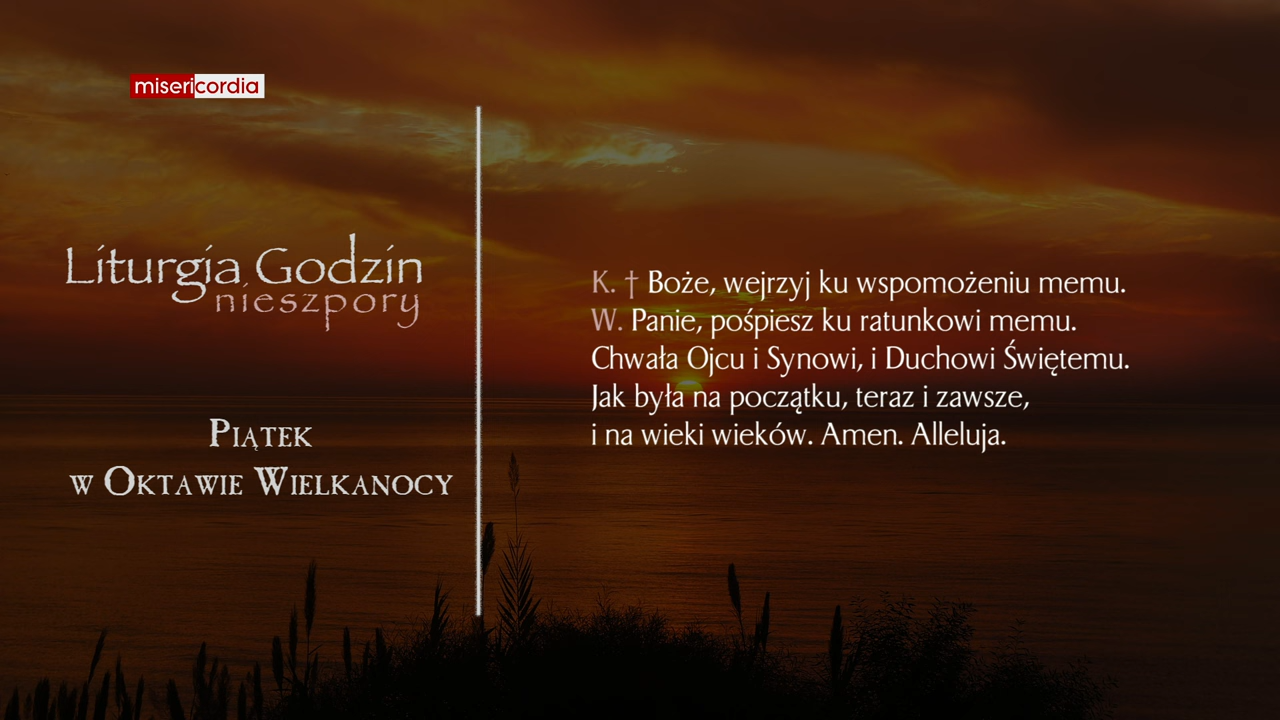 misericordia
Liturgia Godzin
nieszpory
Piątek
w Oktawie Wielkanocy
K. † Boże, wejrzyj ku wspomożeniu memu.
W. Panie, pośpiesz ku ratunkowi memu.
Chwała Ojcu i Synowi, i Duchowi Świętemu.
Jak była na początku, teraz i zawsze,
i na wieki wieków. Amen. Alleluja.